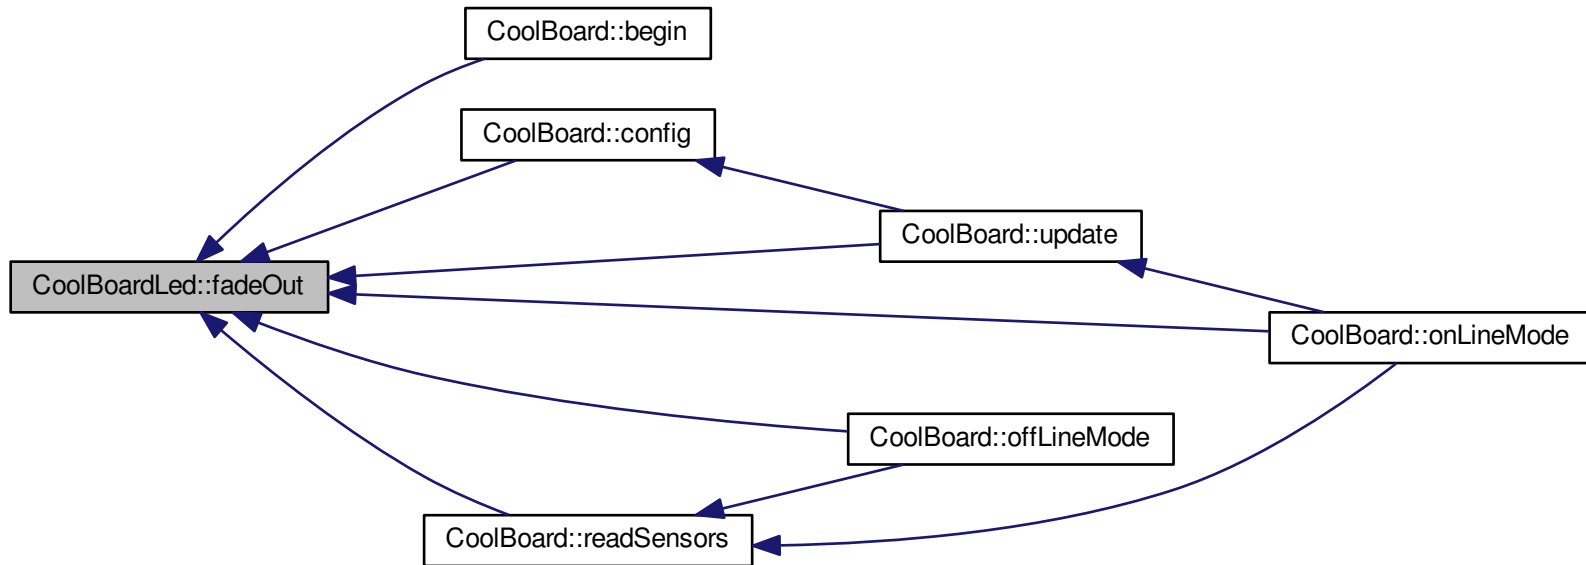 CoolBoard::begin
CoolBoard::config
CoolBoard::update
CoolBoardLed::fadeOut
CoolBoard::onLineMode
CoolBoard::offLineMode
CoolBoard::readSensors